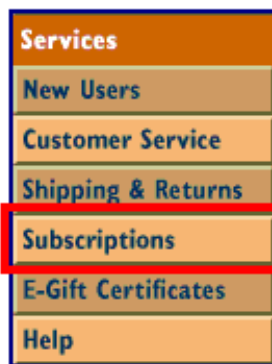 Services
New Users
Customer Service
Shipping & Returns
Subscriptions
E-Gift Certificates
Help